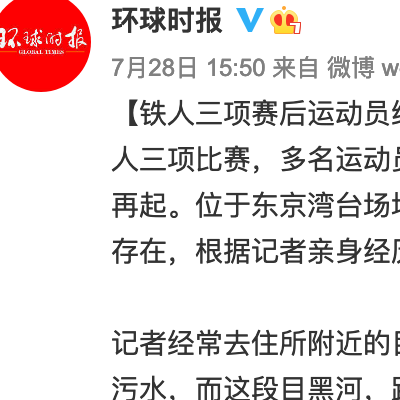 环球时报
GLOBAL TIMES
环球时报
7月28日 15:50 来自 微博 w
【铁人三项赛后运动员
人三项比赛，多名运动员
再起。位于东京湾台场
存在，根据记者亲身经历
记者经常去住所附近的目
污水，而这段目黑河，